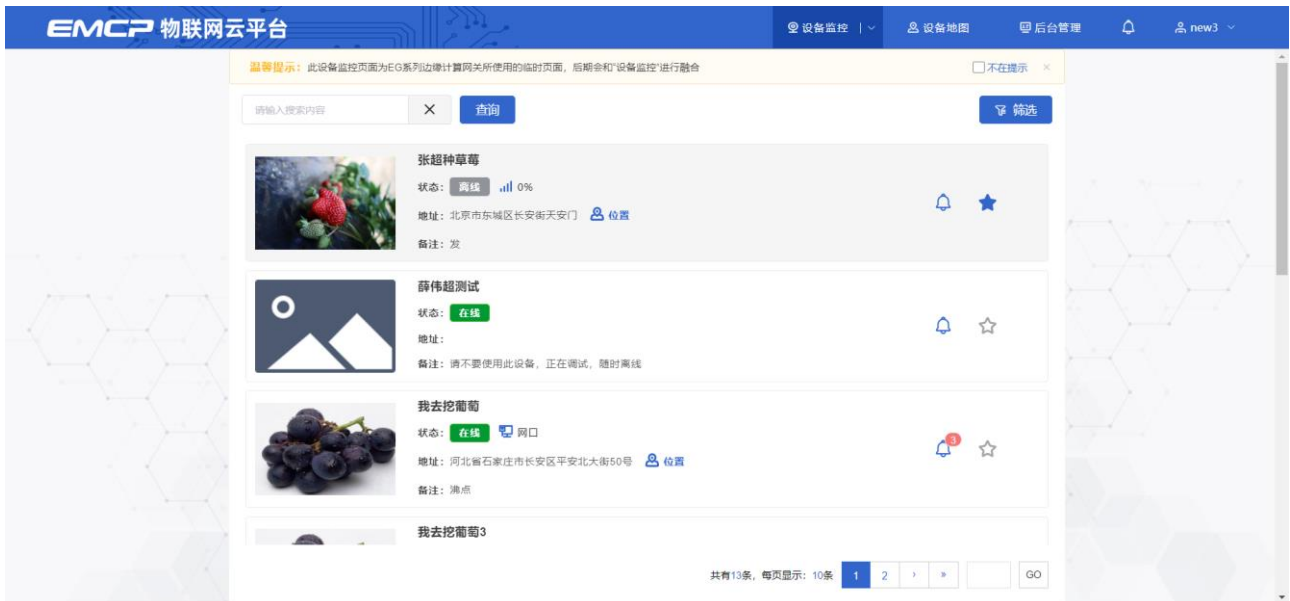 EMCP 物联网云平台
设备监控
设备地图
后台管理
new3
温馨提示：此设备监控页面为EG系列边缘计算网关所使用的临时页面，后期会和“设备监控”进行融合
不在提示
请输入搜索内容
查询
筛选
张超种草莓
状态：离线 0%
地址：北京市东城区长安街天安门 位置
备注：发
薛伟超测试
状态：在线
地址：
备注：请不要使用此设备，正在调试，随时离线
我去挖葡萄
状态：在线 网口
3
地址：河北省石家庄市长安区平安北大街50号 位置
备注：沸点
我去挖葡萄3
共有13条，每页显示：10条 1 2 › » GO